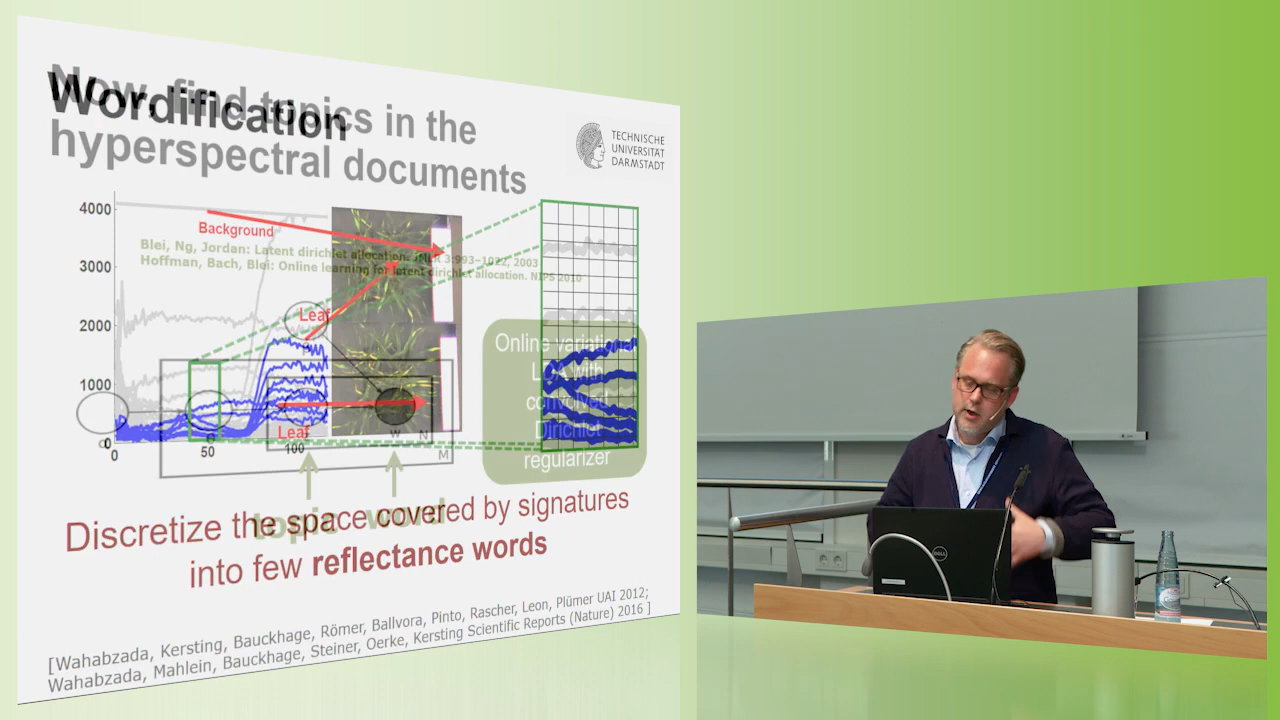 Now, find topics in the
Wordification
hyperspectral documents
TECHNISCHE
UNIVERSITÄT
DARMSTADT
4000
3000
2000
1000
0
0
50
100
Background
Blei, Ng, Jordan: Latent dirichlet allocation. JMLR 3:993–1022, 2003
Hoffman, Bach, Blei: Online learning for latent dirichlet allocation. NIPS 2010
Leaf
Leaf
Online variational
LDA with
convolved
Dirichlet
regularizer
w
N
M
topic
word
Discretize the space covered by signatures
into few reflectance words
[Wahabzada, Kersting, Bauckhage, Römer, Ballvora, Pinto, Rascher, Leon, Plümer UAI 2012;
Wahabzada, Mahlein, Bauckhage, Steiner, Oerke, Kersting Scientific Reports (Nature) 2016 ]
DELL